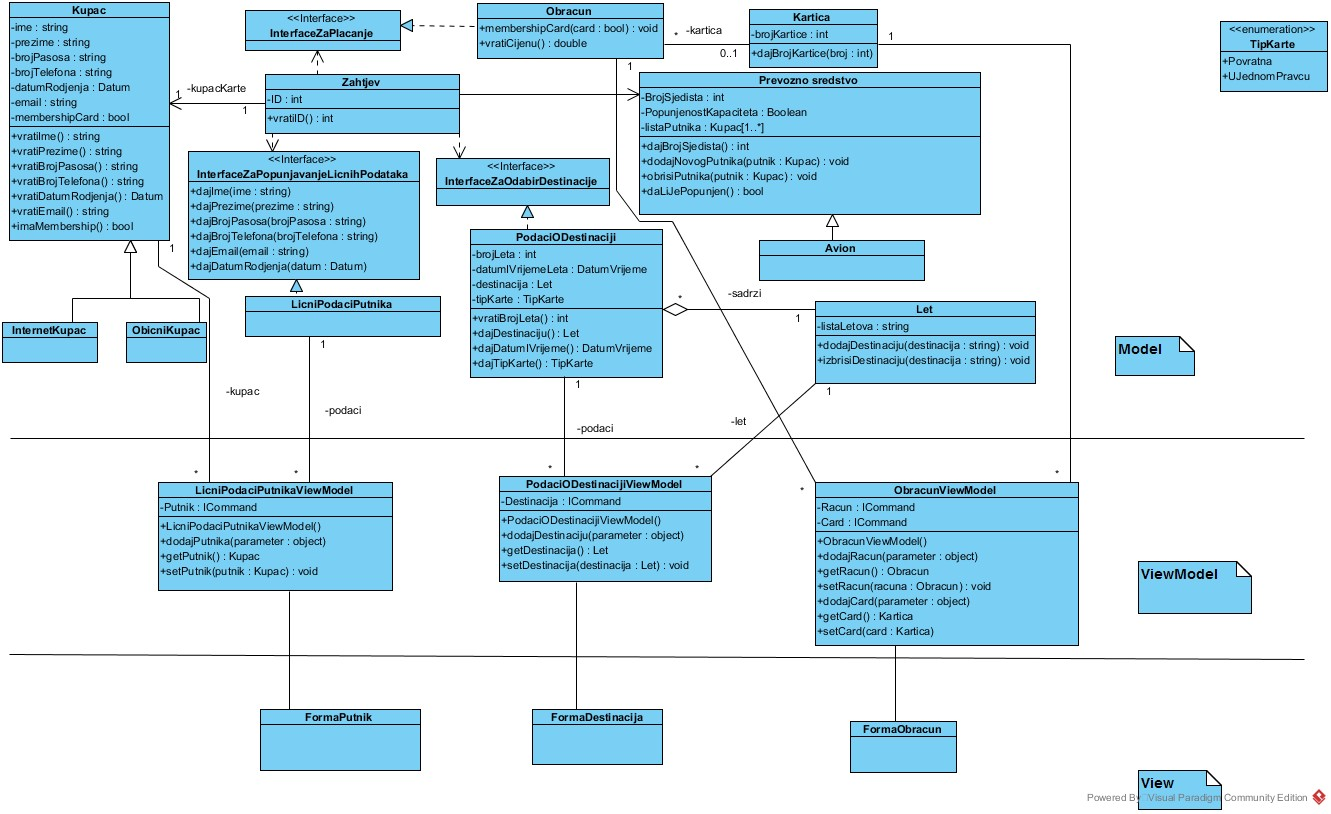 Kupac
-ime : string
-prezime : string
-brojPasosa : string
-brojTelefona : string
-datumRodjenja : Datum
-email : string
-membershipCard : bool
+vratiIme() : string
+vratiPrezime() : string
+vratiBrojPasosa() : string
+vratiBrojTelefona() : string
+vratiDatumRodjenja() : Datum
+vratiEmail() : string
+imaMembership() : bool
<<Interface>>
InterfaceZaPlacanje
Obracun
+membershipCard(card : bool) : void
+vratiCijenu() : double
* -kartica
0..1
Kartica
-brojKartice : int
+dajBrojKartice(broj : int)
1
<<enumeration>>
TipKarte
+Povratna
+UJednomPravcu
1 -kupacKarte
1
Zahtjev
-ID : int
+vratiID() : int
1
Prevozno sredstvo
-BrojSjedista : int
-PopunjenostKapaciteta : Boolean
-listaPutnika : Kupac[1..*]
+dajBrojSjedista() : int
+dodajNovogPutnika(putnik : Kupac) : void
+obrisiPutnika(putnik : Kupac) : void
+daLiJePopunjen() : bool
<<Interface>>
InterfaceZaPopunjavanjeLicnihPodataka
+dajIme(ime : string)
+dajPrezime(prezime : string)
+dajBrojPasosa(brojPasosa : string)
+dajBrojTelefona(brojTelefona : string)
+dajEmail(email : string)
+dajDatumRodjenja(datum : Datum)
<<Interface>>
InterfaceZaOdabirDestinacije
1
PodaciODestinaciji
-brojLeta : int
-datumIVrijemeLeta : DatumVrijeme
-destinacija : Let
-tipKarte : TipKarte
+vratiBrojLeta() : int
+dajDestinaciju() : Let
+dajDatumIVrijeme() : DatumVrijeme
+dajTipKarte() : TipKarte
Avion
LicniPodaciPutnika
* -sadrzi
1
Let
-listaLetova : string
+dodajDestinaciju(destinacija : string) : void
+izbrisiDestinaciju(destinacija : string) : void
InternetKupac
ObicniKupac
1
Model
1
1
-kupac
-podaci
-podaci
-let
*
*
*
*
*
*
LicniPodaciPutnikaViewModel
-Putnik : ICommand
+LicniPodaciPutnikaViewModel()
+dodajPutnika(parameter : object)
+getPutnik() : Kupac
+setPutnik(putnik : Kupac) : void
PodaciODestinacijiViewModel
-Destinacija : ICommand
+PodaciODestinacijiViewModel()
+dodajDestinaciju(parameter : object)
+getDestinacija() : Let
+setDestinacija(destinacija : Let) : void
ObracunViewModel
-Racun : ICommand
-Card : ICommand
+ObracunViewModel()
+dodajRacun(parameter : object)
+getRacun() : Obracun
+setRacun(racuna : Obracun) : void
+dodajCard(parameter : object)
+getCard() : Kartica
+setCard(card : Kartica)
ViewModel
FormaPutnik
FormaDestinacija
FormaObracun
View
Powered By Visual Paradigm Community Edition